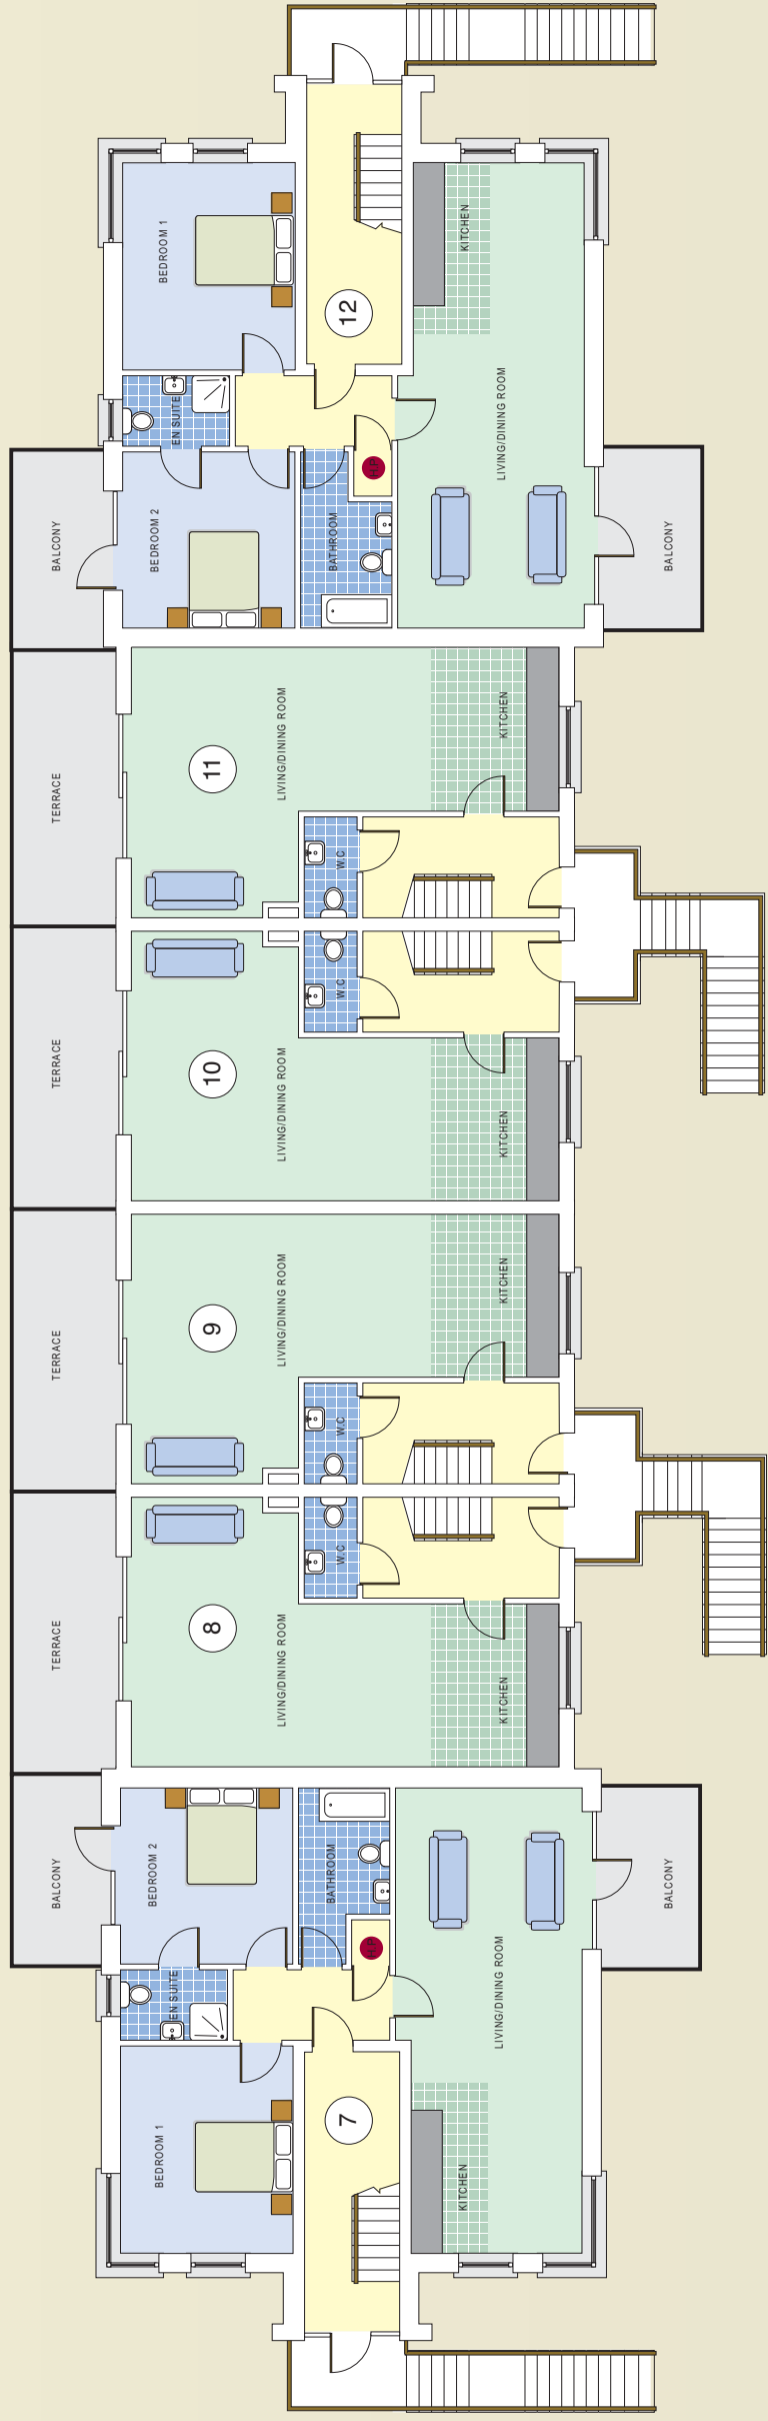 BEDROOM 1
12
KITCHEN
EN SUITE
LIVING/DINING ROOM
BALCONY
BEDROOM 2
BATHROOM
H.P
BALCONY
TERRACE
11
LIVING/DINING ROOM
KITCHEN
W.C
TERRACE
10
LIVING/DINING ROOM
W.C
KITCHEN
TERRACE
9
LIVING/DINING ROOM
KITCHEN
W.C
TERRACE
8
LIVING/DINING ROOM
W.C
KITCHEN
BALCONY
BEDROOM 2
BATHROOM
BALCONY
H.P
EN SUITE
LIVING/DINING ROOM
BEDROOM 1
7
KITCHEN